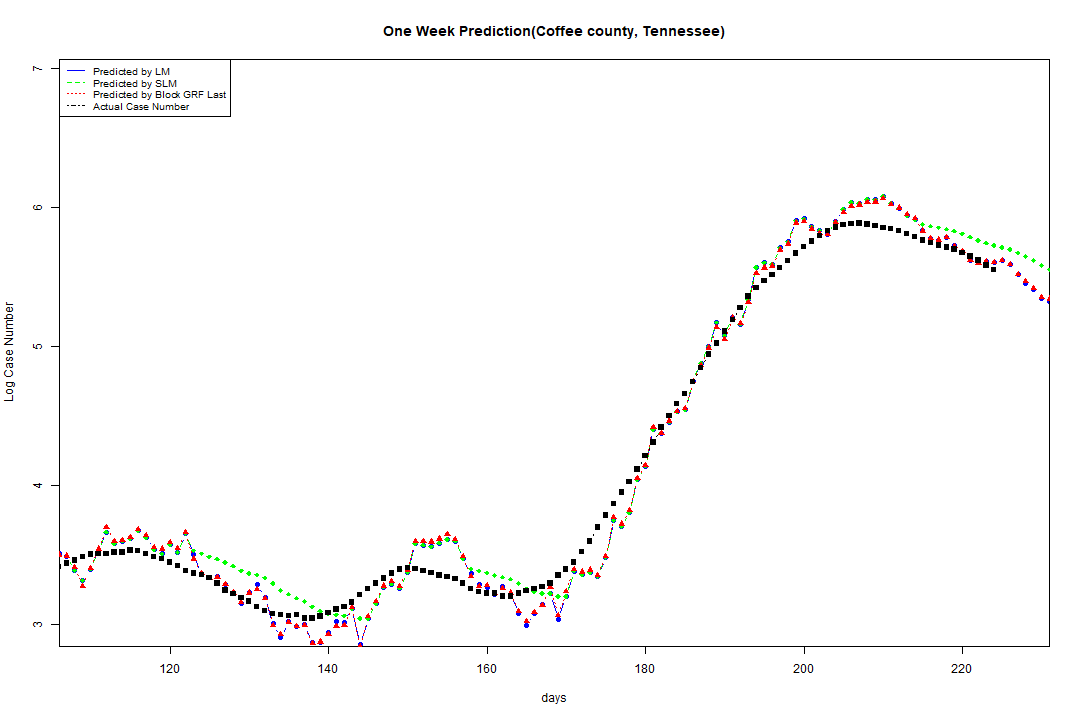 One Week Prediction(Coffee county, Tennessee)
Predicted by LM
Predicted by SLM
Predicted by Block GRF Last
Actual Case Number
7
6
5
4
3
Log Case Number
120 140 160 180 200 220
days